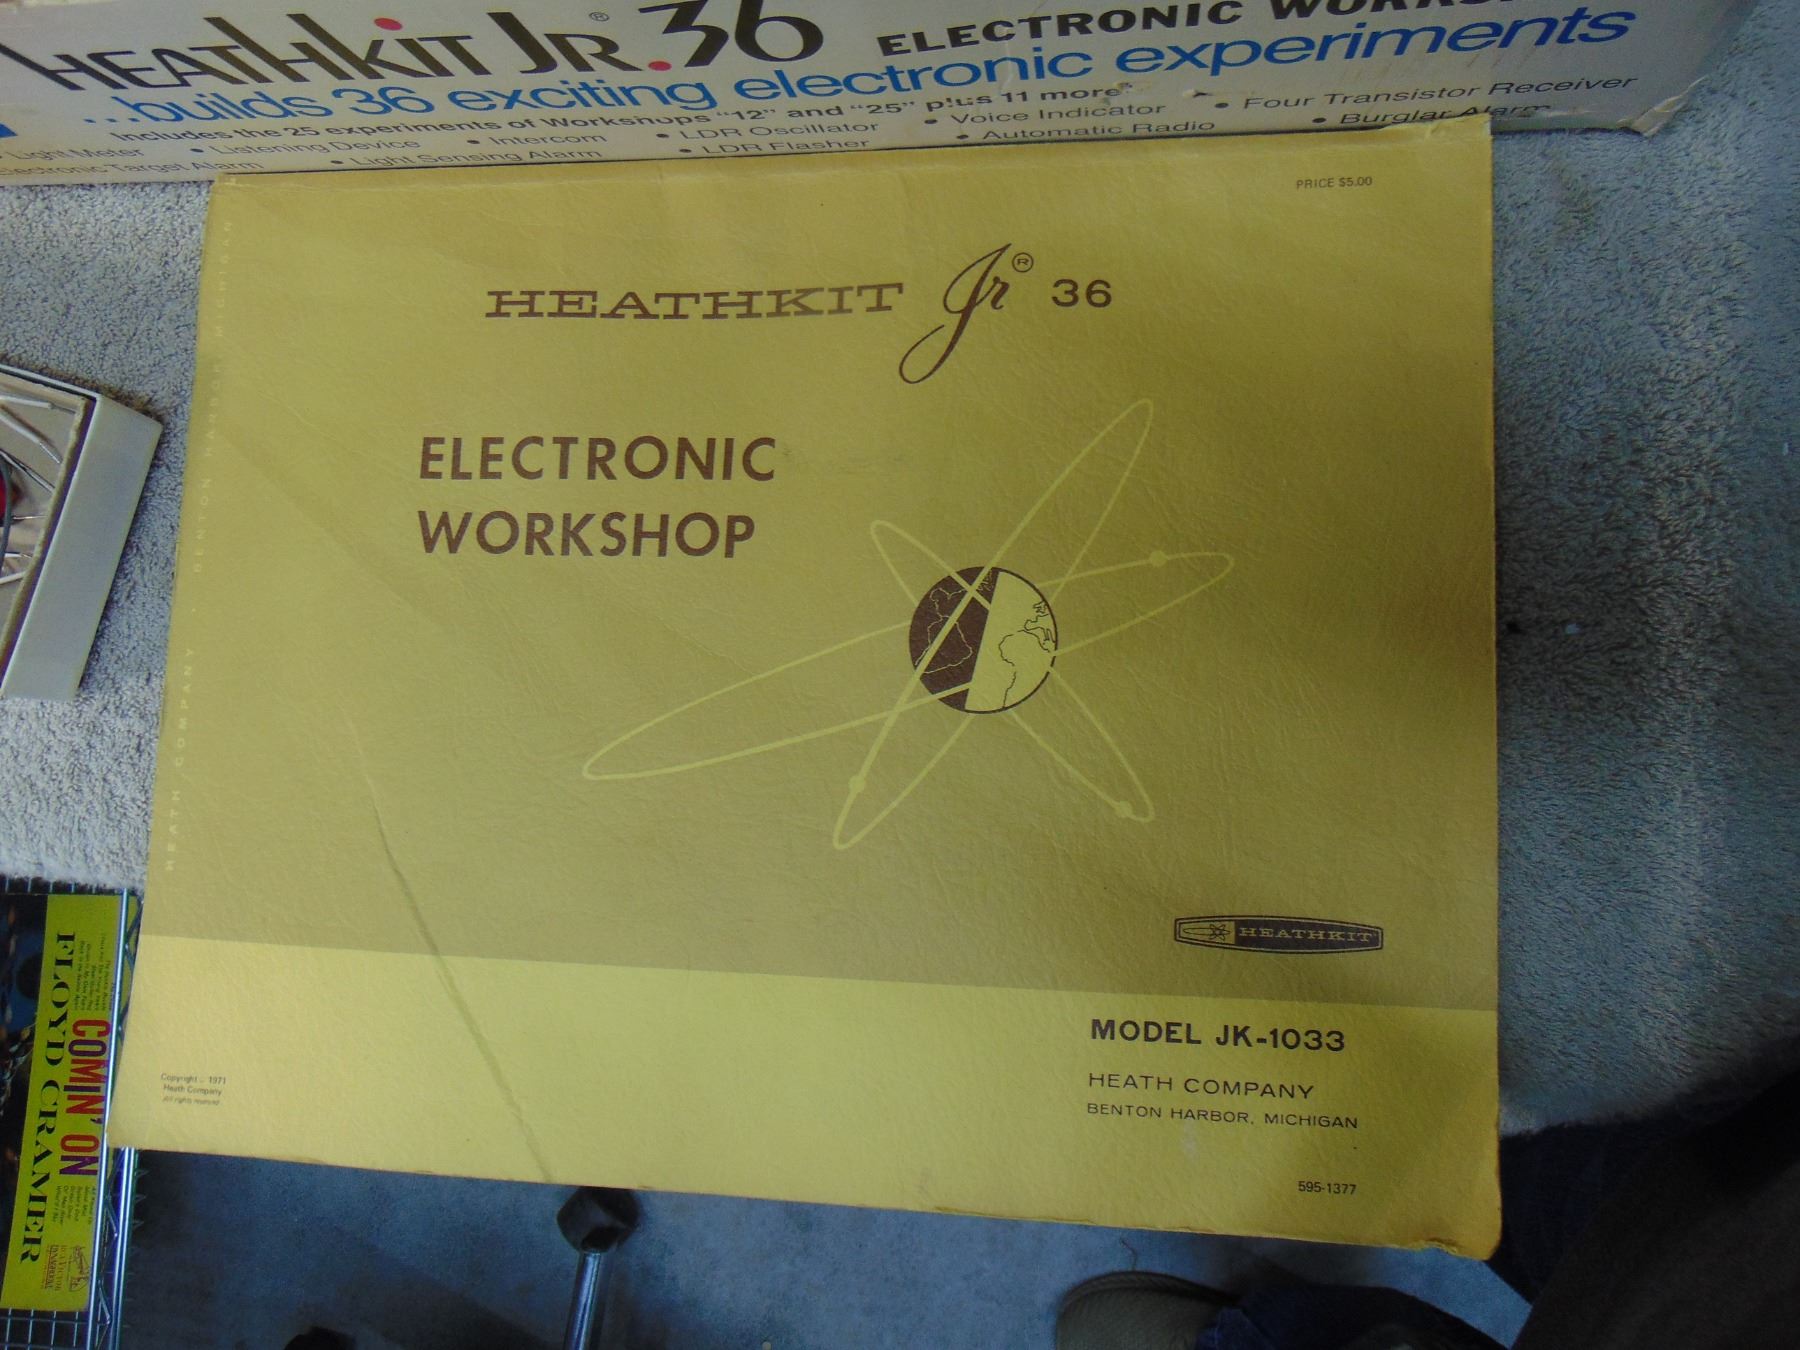 HEATHKIT JR.® 36 ELECTRONIC
...builds 36 exciting electronic experiments
Includes the 25 experiments of Workshops "12" and "25" plus 11 more:
• Light Meter • Listening Device • Intercom • LDR Oscillator • Voice Indicator • Four Transistor Receiver
Electronic Target Alarm • Light Sensing Alarm • LDR Flasher • Automatic Radio • Burglar Alarm
PRICE $5.00
HEATHKIT Jr® 36
ELECTRONIC
WORKSHOP
HEATH COMPANY · BENTON HARBOR MICHIGAN
HEATHKIT
MODEL JK-1033
HEATH COMPANY
BENTON HARBOR, MICHIGAN
595-1377
Copyright © 1971
Heath Company
All rights reserved
FLOYD CRAMER
COMIN' ON